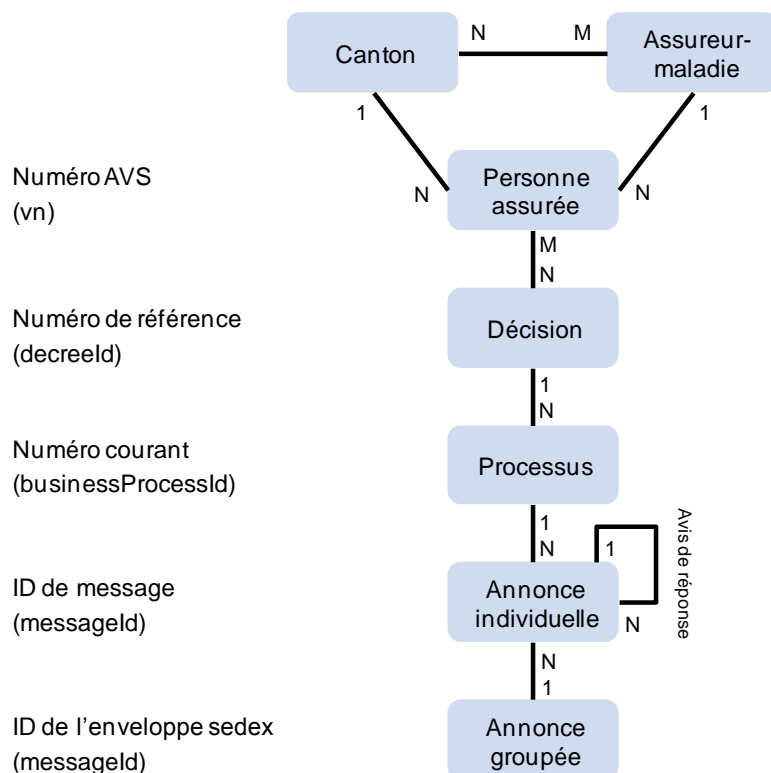 Canton
N
M
Assureur-
maladie
1
1
N
N
Numéro AVS
(vn)
Personne
assurée
M
N
Numéro de référence
(decreeId)
Décision
1
N
Numéro courant
(businessProcessId)
Processus
1
N
1
Avis de réponse
ID de message
(messageId)
Annonce
individuelle
N
N
1
ID de l'enveloppe sedex
(messageId)
Annonce
groupée